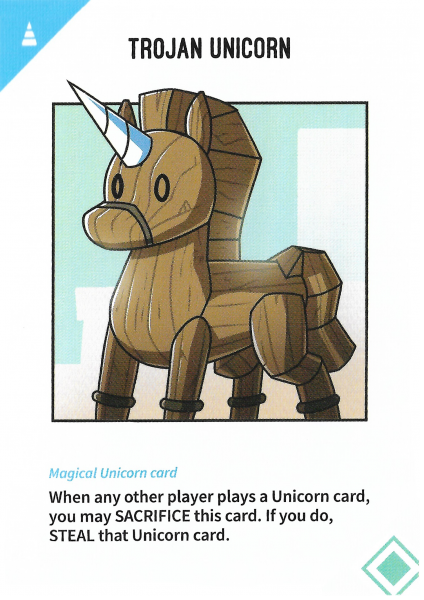 TROJAN UNICORN
Magical Unicorn card
When any other player plays a Unicorn card,
you may SACRIFICE this card. If you do,
STEAL that Unicorn card.